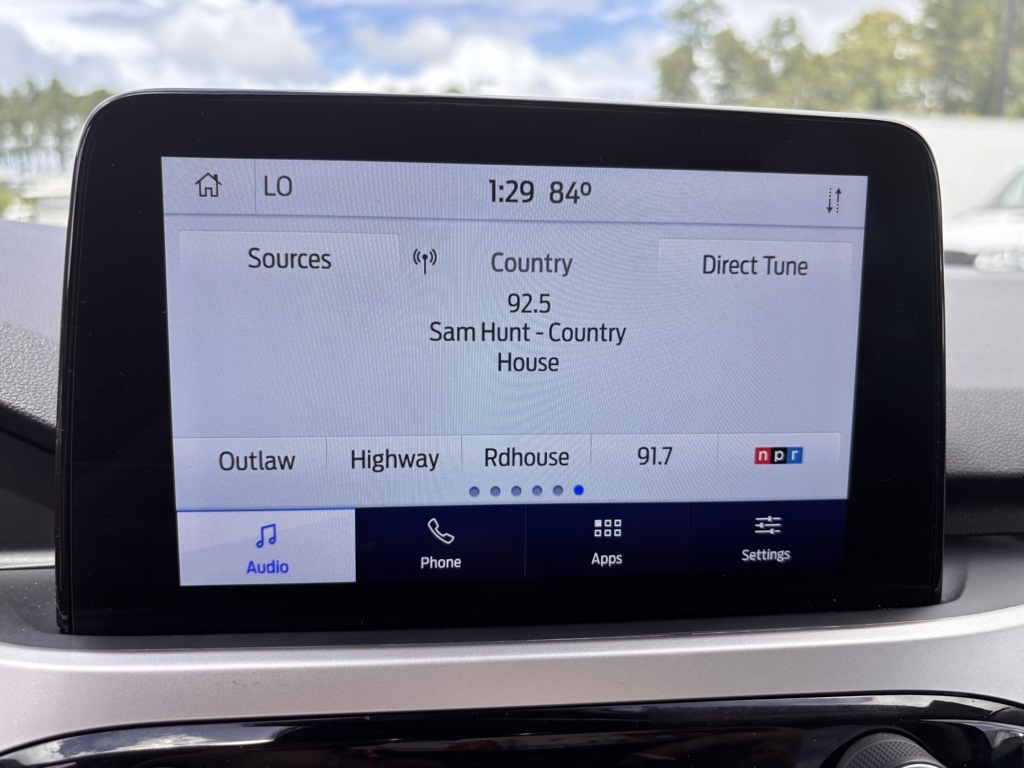 LO 1:29 84º
Sources Country Direct Tune
92.5
Sam Hunt - Country
House
Outlaw Highway Rdhouse 91.7 npr
Audio Phone Apps Settings